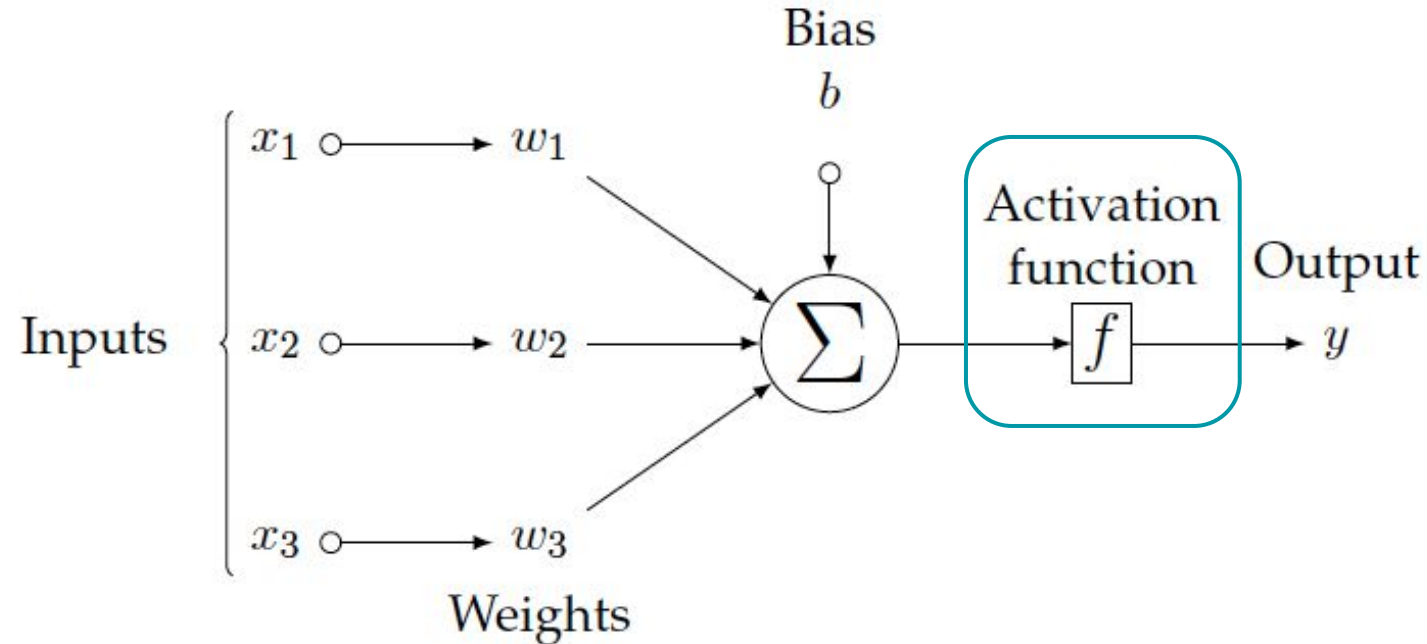 Bias
b
x₁ w₁
Activation
function
Output
Inputs x₂ w₂ Σ f y
x₃ w₃
Weights